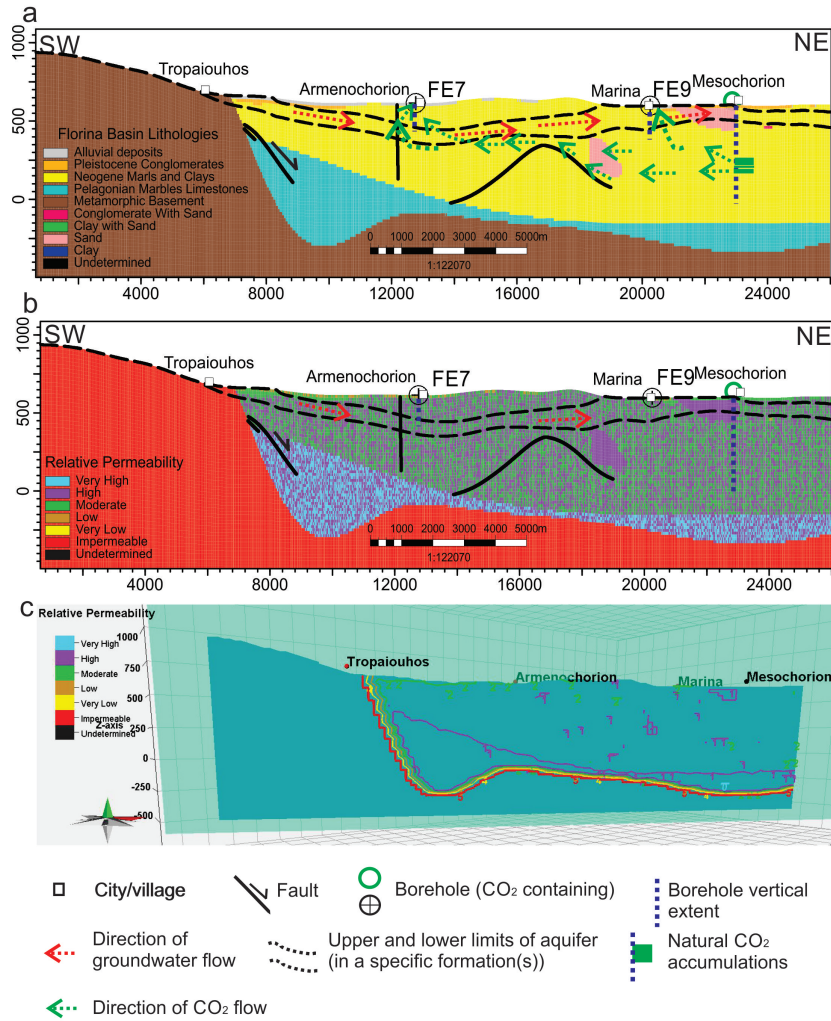 a
SW
NE
1000
500
0
Tropaiouhos
Armenochorion
FE7
Marina
FE9
Mesochorion
Florina Basin Lithologies
Alluvial deposits
Pleistocene Conglomerates
Neogene Marls and Clays
Pelagonian Marbles Limestones
Metamorphic Basement
Conglomerate With Sand
Clay with Sand
Sand
Clay
Undetermined
0 1000 2000 3000 4000 5000m
1:122070
4000 8000 12000 16000 20000 24000
b
SW
NE
1000
500
0
Tropaiouhos
Armenochorion
FE7
Marina
FE9
Mesochorion
Relative Permeability
Very High
High
Moderate
Low
Very Low
Impermeable
Undetermined
0 1000 2000 3000 4000 5000m
1:122070
4000 8000 12000 16000 20000 24000
c
Relative Permeability
Very High
High
Moderate
Low
Very Low
Impermeable
Undetermined
Z-axis
1000
750
500
250
0
-250
-500
Tropaiouhos
Armenochorion
Marina
Mesochorion
City/village
Fault
Borehole (CO₂ containing)
Borehole vertical
extent
Direction of
groundwater flow
Upper and lower limits of aquifer
(in a specific formation(s))
Natural CO₂
accumulations
Direction of CO₂ flow